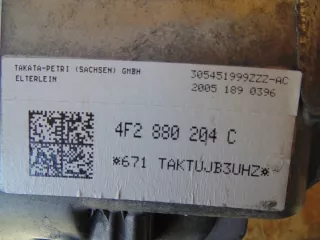 TAKATA-PETRI (SACHSEN) GMBH
ELTERLEIN
305451999ZZZ-AC
2005 189 0396
4F2 880 204 C
*671 TAKTUJB3UHZ*